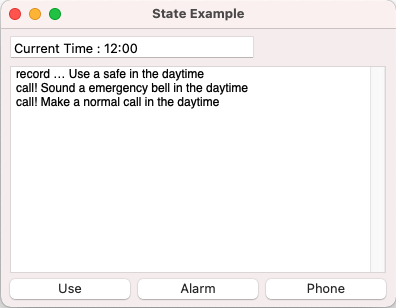 State Example
Current Time : 12:00
record … Use a safe in the daytime
call! Sound a emergency bell in the daytime
call! Make a normal call in the daytime
Use
Alarm
Phone